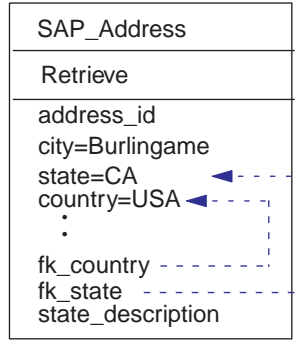 SAP_Address
Retrieve
address_id
city=Burlingame
state=CA
country=USA
fk_country
fk_state
state_description